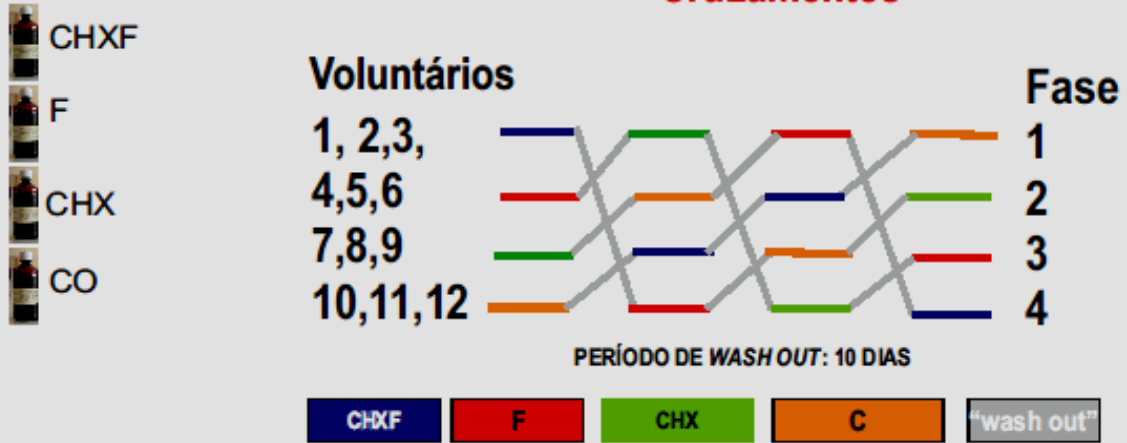 CHXF
F
CHX
CO
Voluntários
Fase
1, 2,3,
1
4,5,6
2
7,8,9
3
10,11,12
4
PERÍODO DE WASH OUT: 10 DIAS
CHXF
F
CHX
C
“wash out”